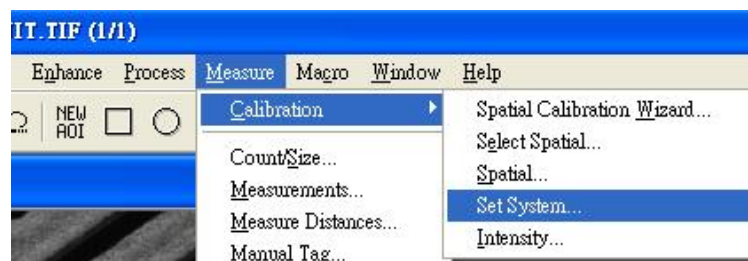 IT.TIF (1/1)
Enhance Process Measure Macro Window Help
NEW AOI
Calibration
Spatial Calibration Wizard...
Select Spatial...
Spatial...
Set System...
Intensity...
Count/Size...
Measurements...
Measure Distances...
Manual Tag...